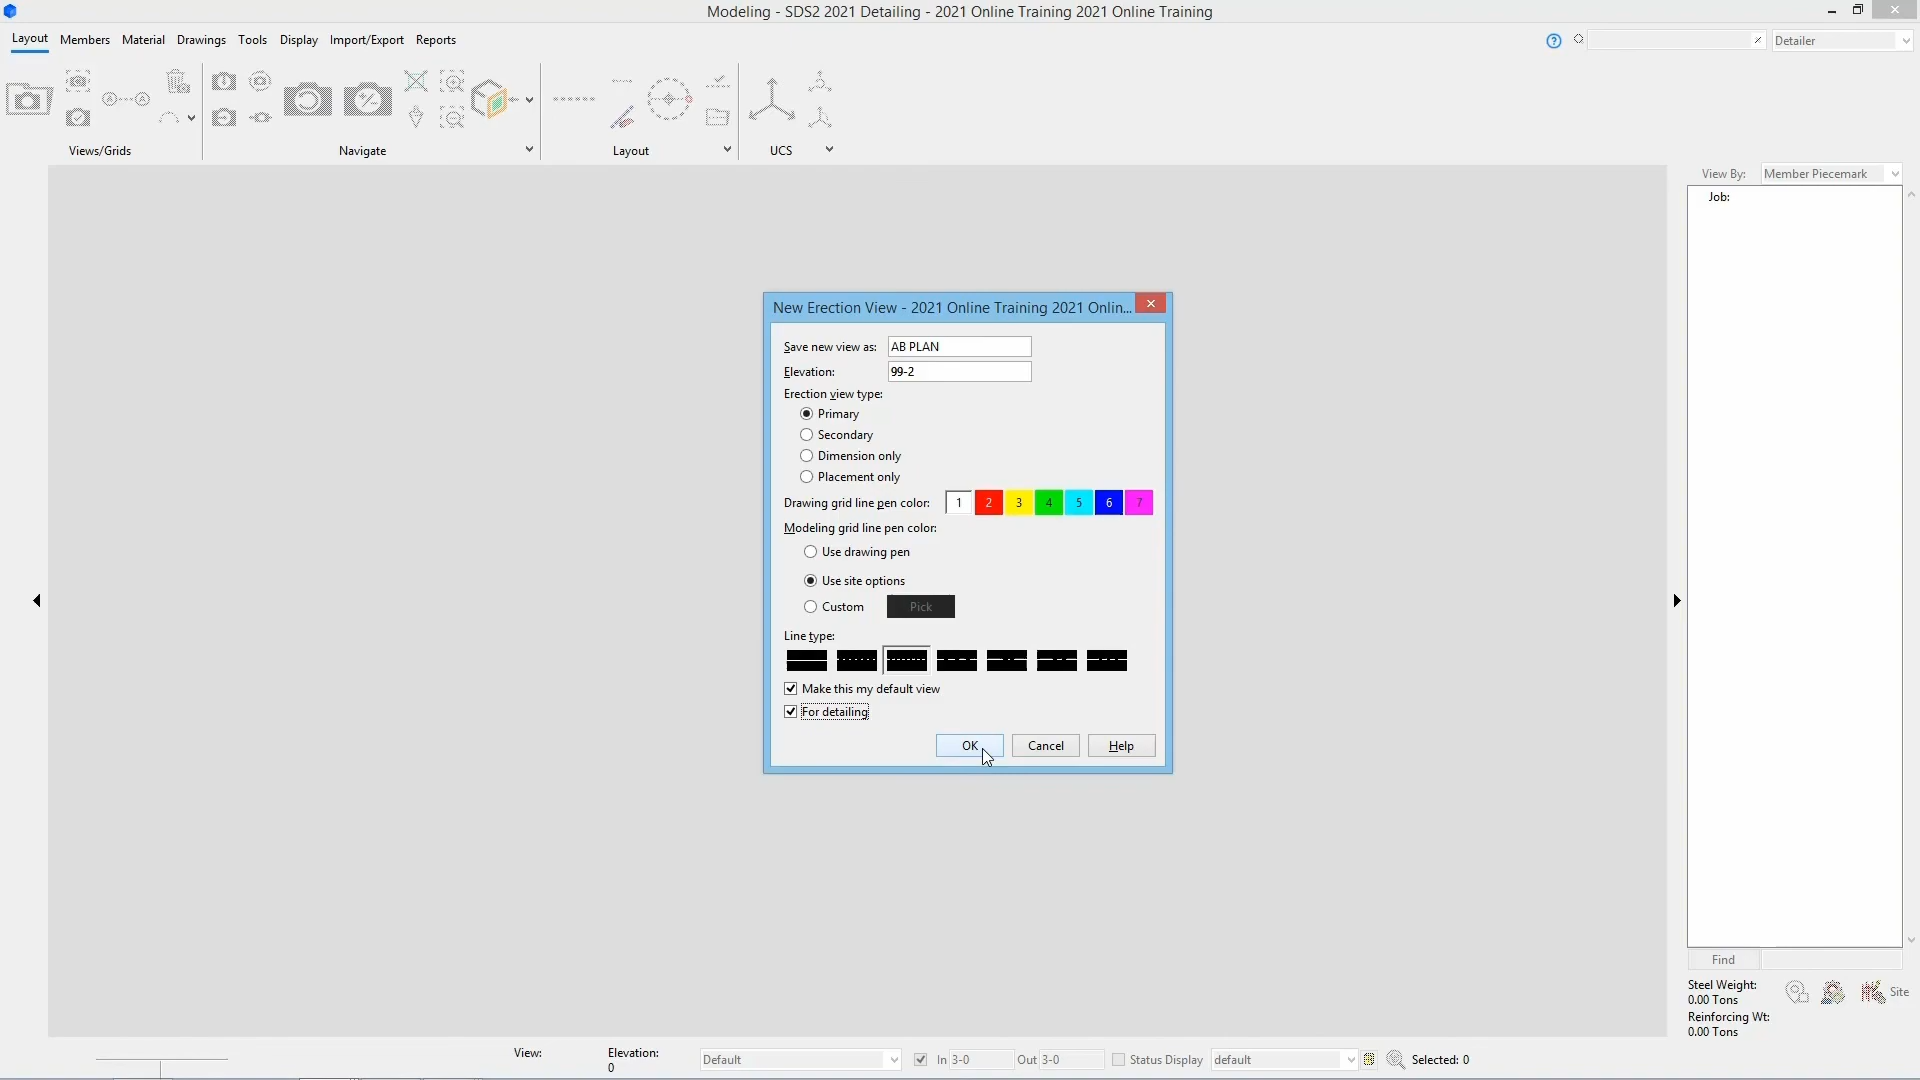 Modeling - SDS2 2021 Detailing - 2021 Online Training 2021 Online Training
Layout Members Material Drawings Tools Display Import/Export Reports
Detailer
Views/Grids
Navigate
Layout
UCS
View By: Member Piecemark
Job:
New Erection View - 2021 Online Training 2021 Onlin...
Save new view as: AB PLAN
Elevation: 99-2
Erection view type:
Primary
Secondary
Dimension only
Placement only
Drawing grid line pen color: 1 2 3 4 5 6 7
Modeling grid line pen color:
Use drawing pen
Use site options
Custom Pick
Line type:
Make this my default view
For detailing
OK Cancel Help
Find
Steel Weight:
0.00 Tons
Site
Reinforcing Wt:
0.00 Tons
View: Elevation:
0
Default In 3-0 Out 3-0 Status Display default Selected: 0